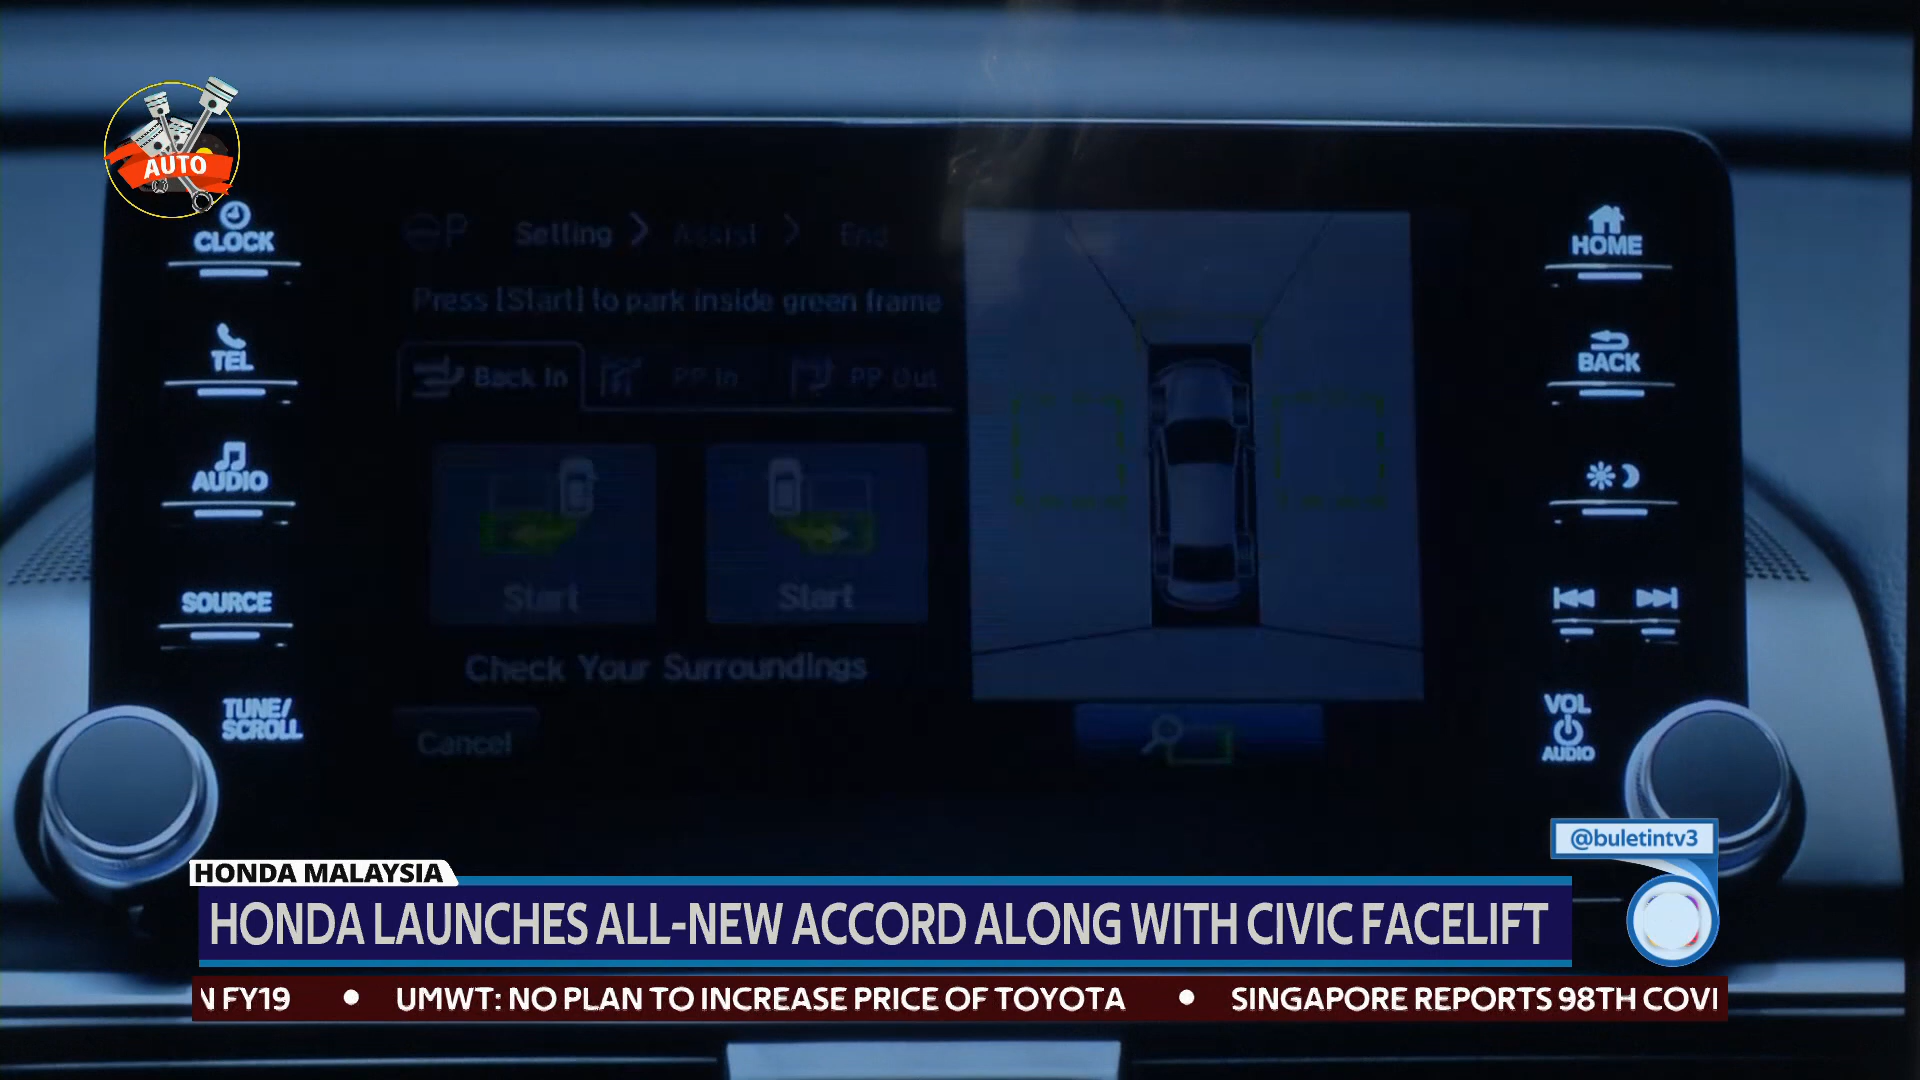 AUTO
CLOCK
TEL
AUDIO
SOURCE
TUNE/
SCROLL
P Setting > Assist > End
Press [Start] to park inside green frame
Back In
PP In
PP Out
Start
Start
Check Your Surroundings
Cancel
HOME
BACK
VOL
AUDIO
@buletintv3
HONDA MALAYSIA
HONDA LAUNCHES ALL-NEW ACCORD ALONG WITH CIVIC FACELIFT
N FY19 • UMWT: NO PLAN TO INCREASE PRICE OF TOYOTA • SINGAPORE REPORTS 98TH COVI